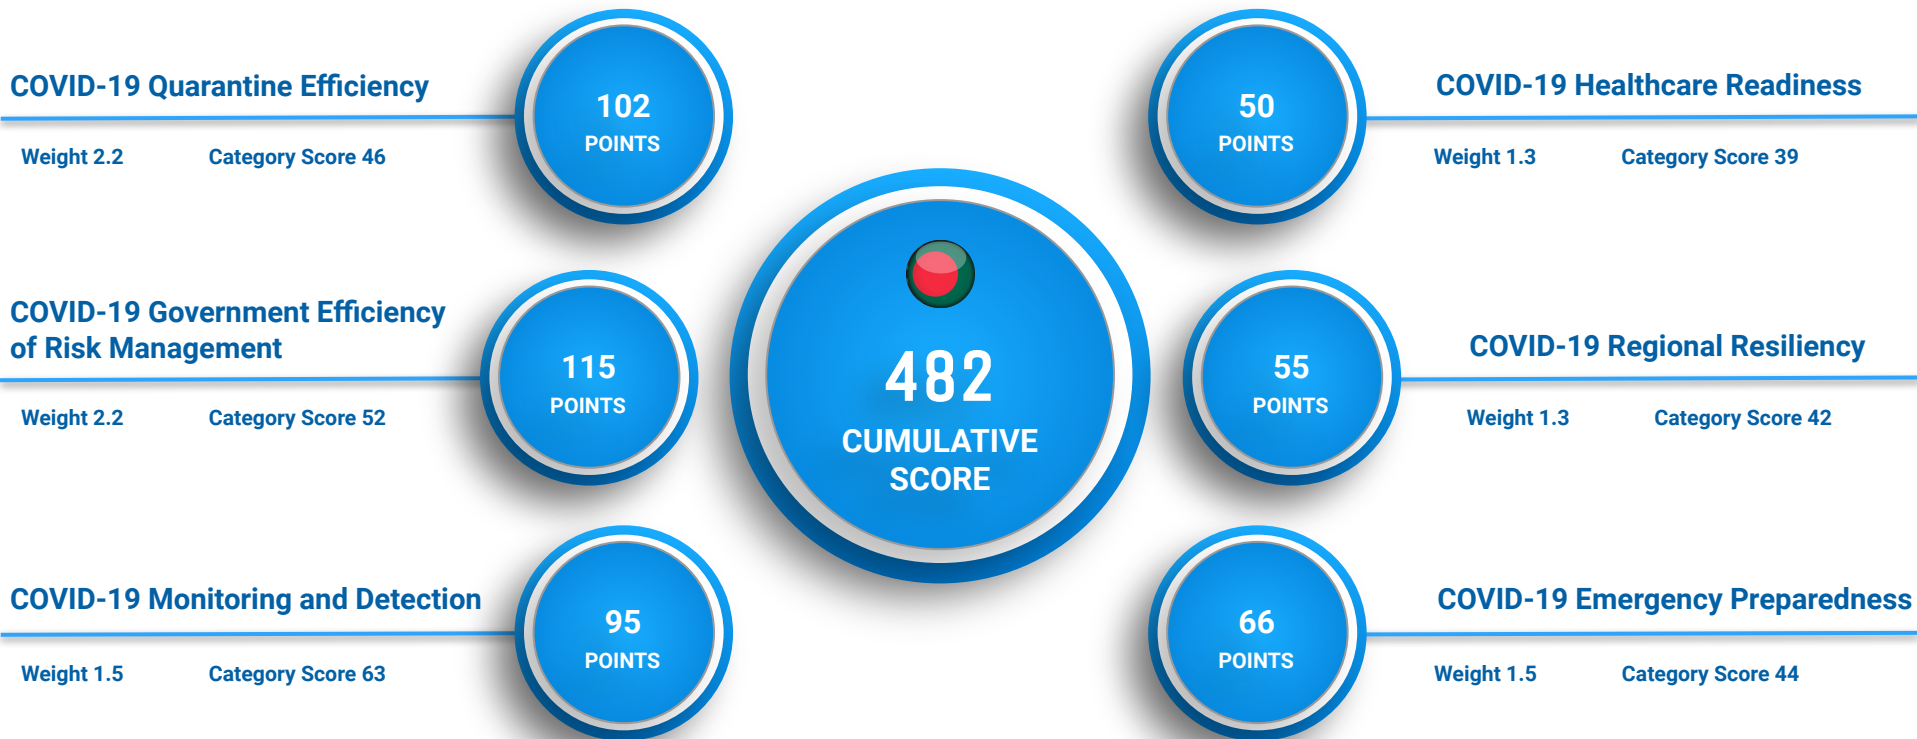 COVID-19 Quarantine Efficiency
Weight 2.2 Category Score 46
102
POINTS
COVID-19 Government Efficiency
of Risk Management
Weight 2.2 Category Score 52
115
POINTS
COVID-19 Monitoring and Detection
Weight 1.5 Category Score 63
95
POINTS
482
CUMULATIVE
SCORE
50
POINTS
COVID-19 Healthcare Readiness
Weight 1.3 Category Score 39
55
POINTS
COVID-19 Regional Resiliency
Weight 1.3 Category Score 42
66
POINTS
COVID-19 Emergency Preparedness
Weight 1.5 Category Score 44